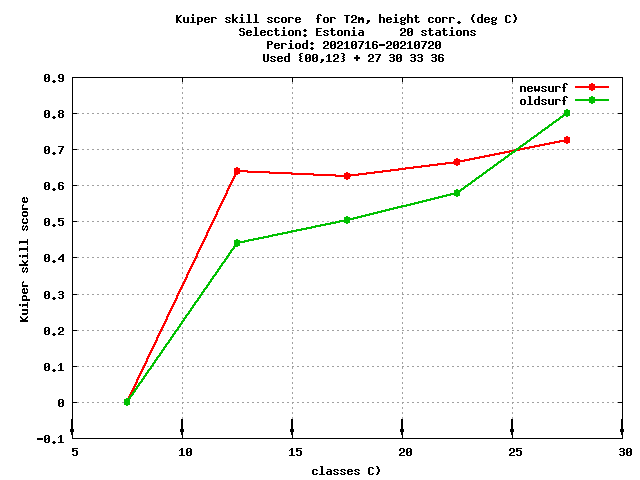 Kuiper skill score  for T2m, height corr. (deg C)
Selection: Estonia     20 stations
Period: 20210716-20210720
Used {00,12} + 27 30 33 36
newsurf
oldsurf
0.9
0.8
0.7
0.6
0.5
0.4
0.3
0.2
0.1
0
-0.1
Kuiper skill score
5 10 15 20 25 30
classes C)